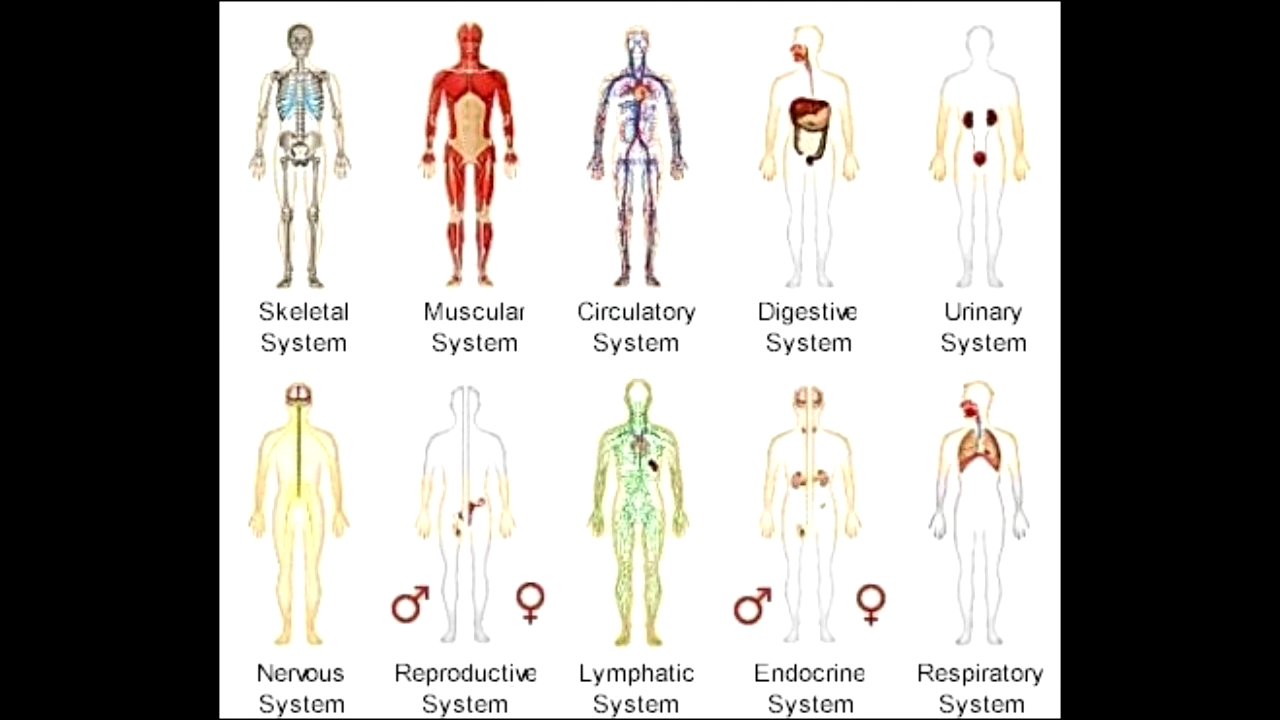 Skeletal
System
Muscular
System
Circulatory
System
Digestive
System
Urinary
System
Nervous
System
Reproductive
System
Lymphatic
System
Endocrine
System
Respiratory
System